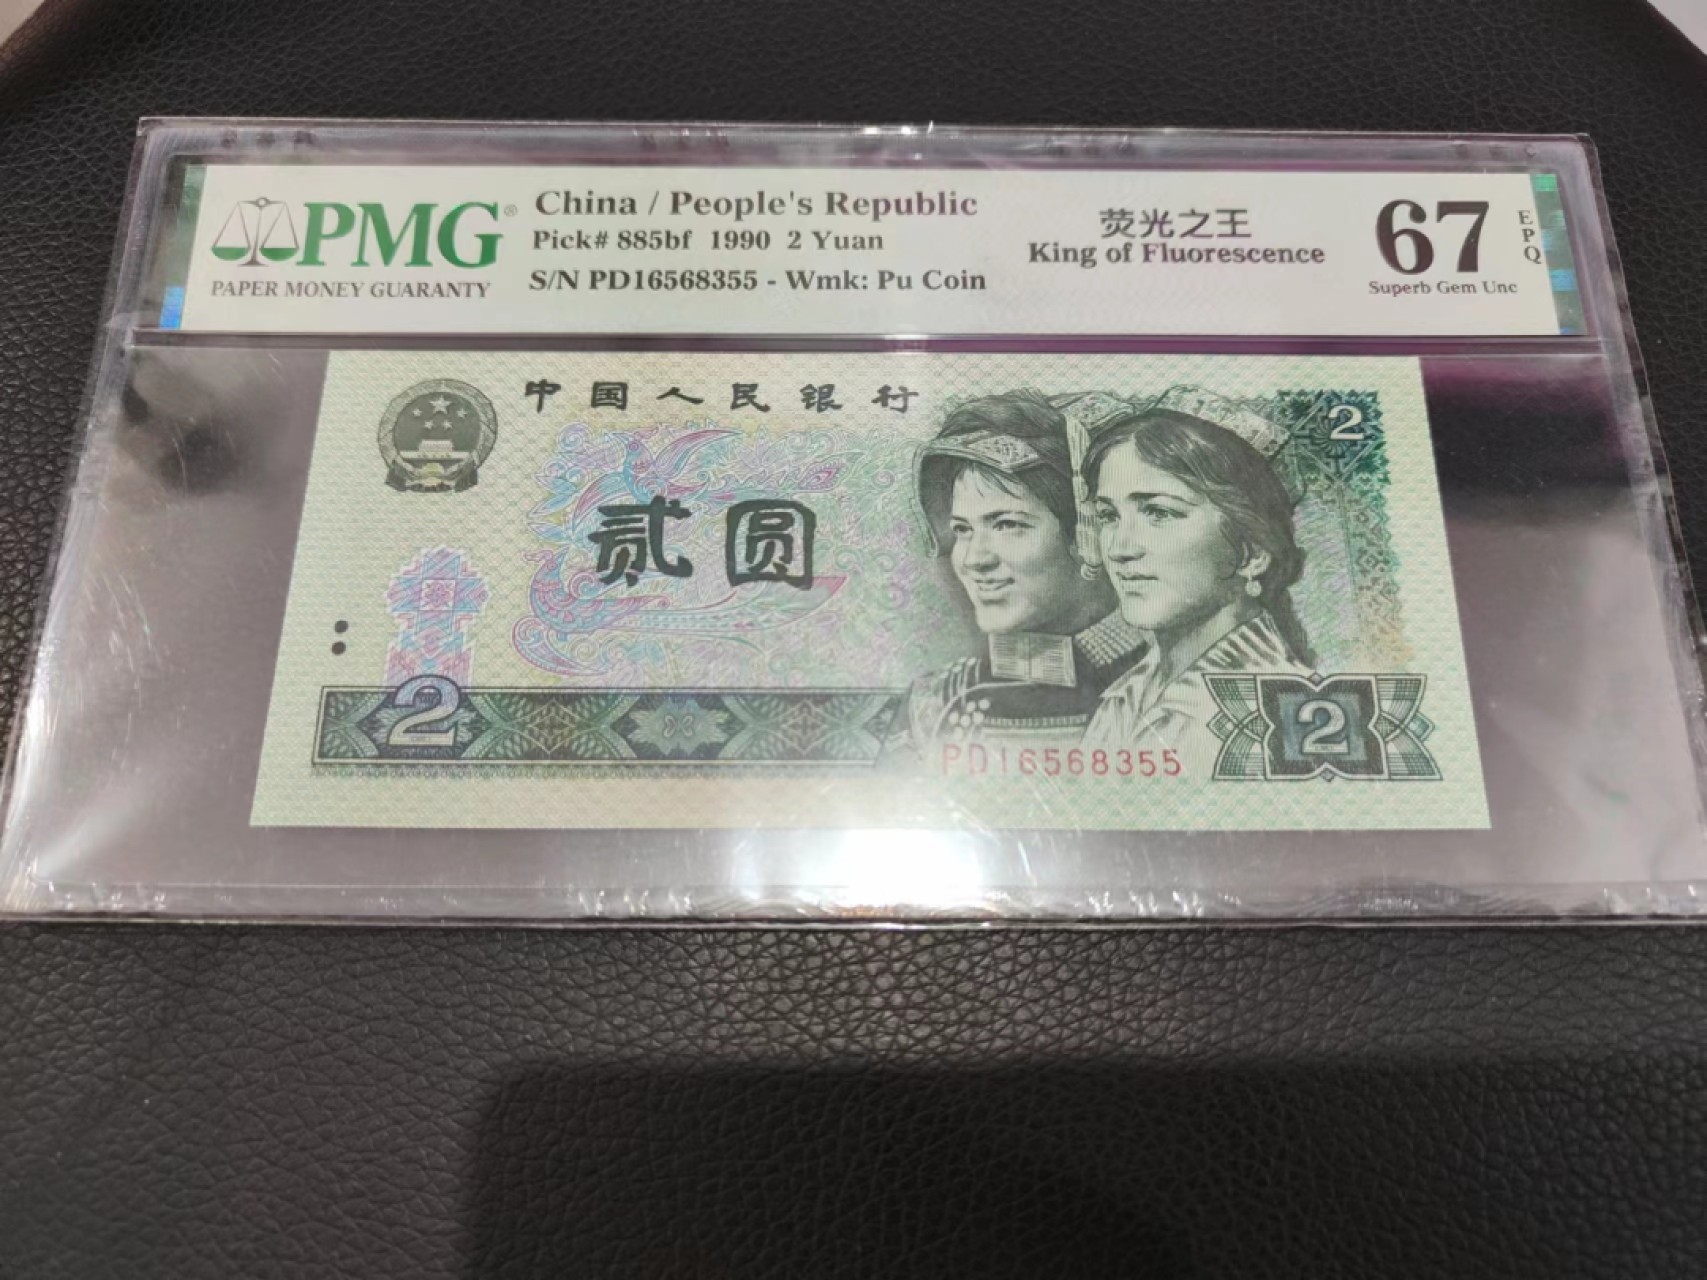 PMG®
PAPER MONEY GUARANTY
China / People's Republic
Pick# 885bf 1990 2 Yuan
S/N PD16568355 - Wmk: Pu Coin
荧光之王
King of Fluorescence
67
EPQ
Superb Gem Unc
中国人民银行
2
贰圆
2
2
PD16568355